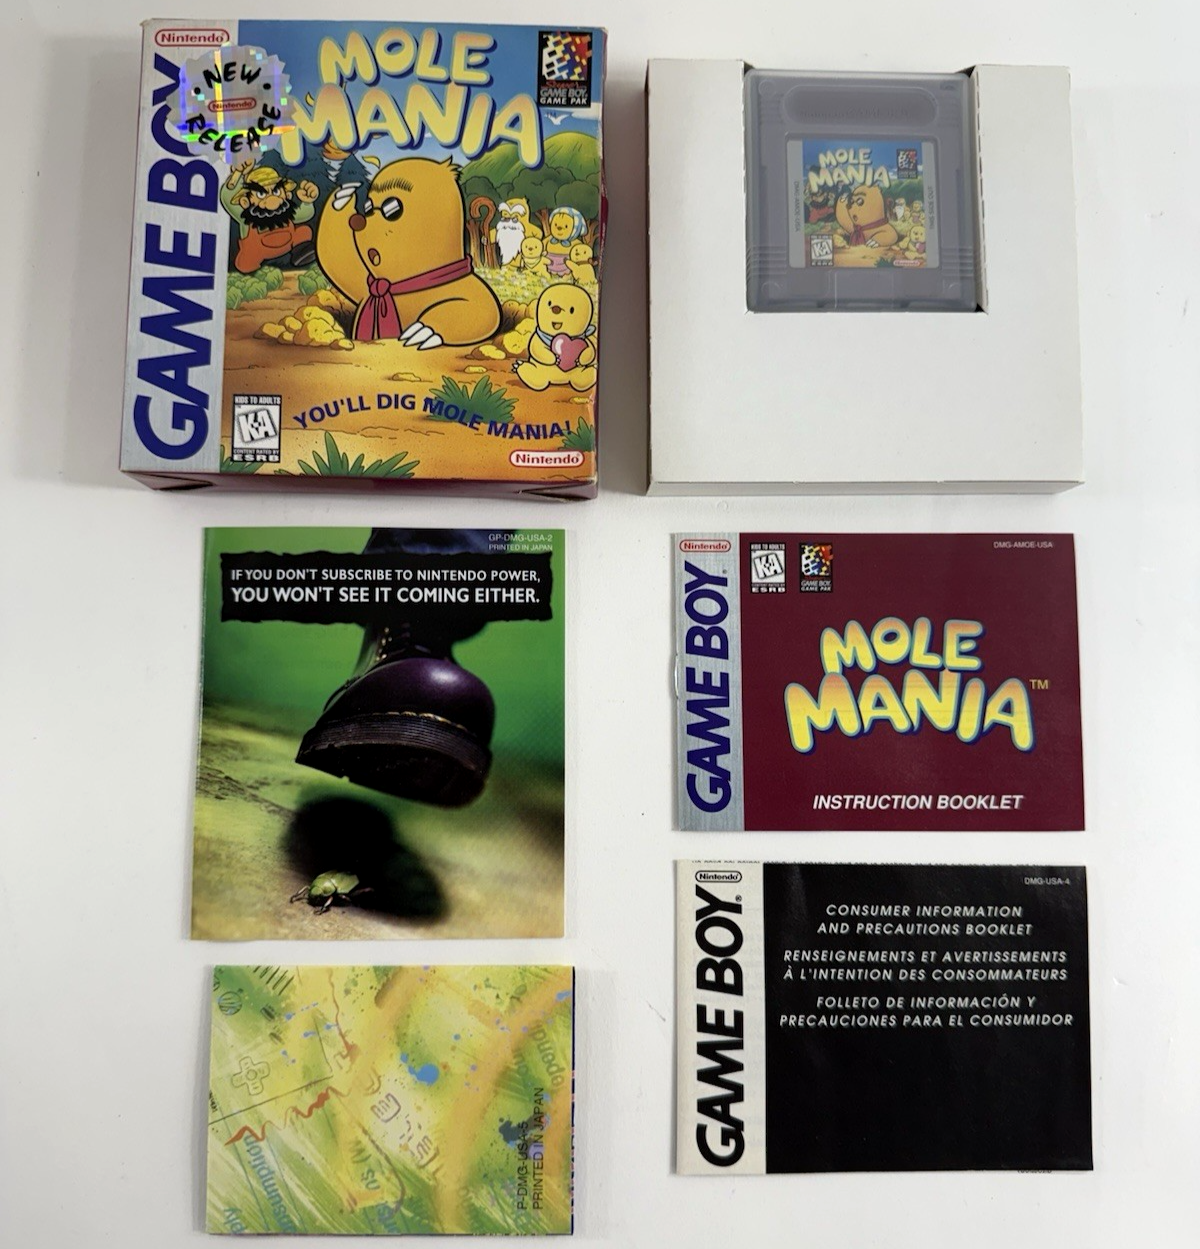 Nintendo
GAME BOY
NEW
Nintendo
RELEASE
MOLE
MANIA
Super
GAME BOY.
GAME PAK
KIDS TO ADULTS
K-A
CONTENT RATED BY
ESRB
YOU'LL DIG MOLE MANIA!
Nintendo
MOLE
MANIA
K-A
ESRB
Nintendo
GP-DMG-USA-2
PRINTED IN JAPAN
IF YOU DON'T SUBSCRIBE TO NINTENDO POWER,
YOU WON'T SEE IT COMING EITHER.
Nintendo
GAME BOY
KIDS TO ADULTS
K-A
ESRB
GAME BOY.
GAME PAK
DMG-AMOE-USA
MOLE
MANIA™
INSTRUCTION BOOKLET
P-DMG-USA-5
PRINTED IN JAPAN
Nintendo
GAME BOY®
DMG-USA-4
CONSUMER INFORMATION
AND PRECAUTIONS BOOKLET
RENSEIGNEMENTS ET AVERTISSEMENTS
À L'INTENTION DES CONSOMMATEURS
FOLLETO DE INFORMACIÓN Y
PRECAUCIONES PARA EL CONSUMIDOR